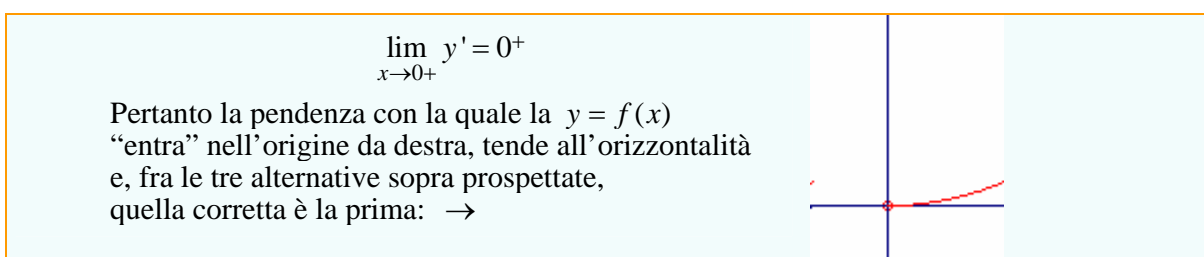 lim y' = 0⁺
x→0+
Pertanto la pendenza con la quale la y = f(x)
“entra” nell’origine da destra, tende all’orizzontalità
e, fra le tre alternative sopra prospettate,
quella corretta è la prima: →